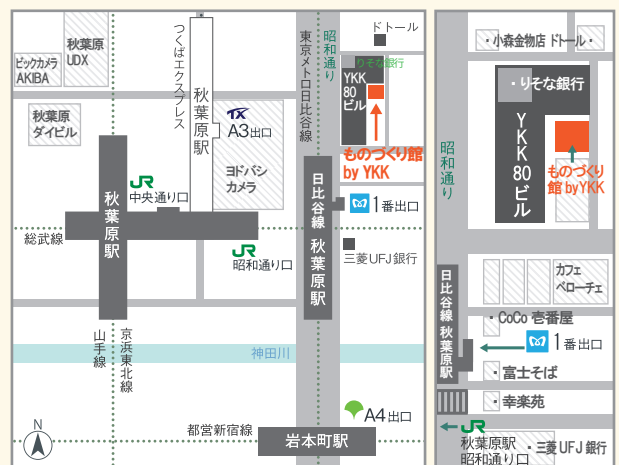 ビックカメラ
AKIBA
秋葉原
UDX
秋葉原
ダイビル
つくばエクスプレス
秋葉原駅
TX
A3出口
ヨドバシ
カメラ
JR
中央通り口
秋葉原駅
総武線
JR
昭和通り口
山手線
京浜東北線
神田川
都営新宿線
岩本町駅
A4出口
N
東京メトロ日比谷線
昭和通り
ドトール
りそな銀行
YKK
80
ビル
ものづくり館
by YKK
日比谷線 秋葉原駅
1番出口
三菱UFJ銀行
・小森金物店 ドトール・
・りそな銀行
YKK80ビル
ものづくり
館 byYKK
昭和通り
カフェ
ベローチェ
日比谷線 秋葉原駅
・CoCo 壱番屋
1番出口
・富士そば
・幸楽苑
JR
秋葉原駅
昭和通り口
・三菱UFJ銀行